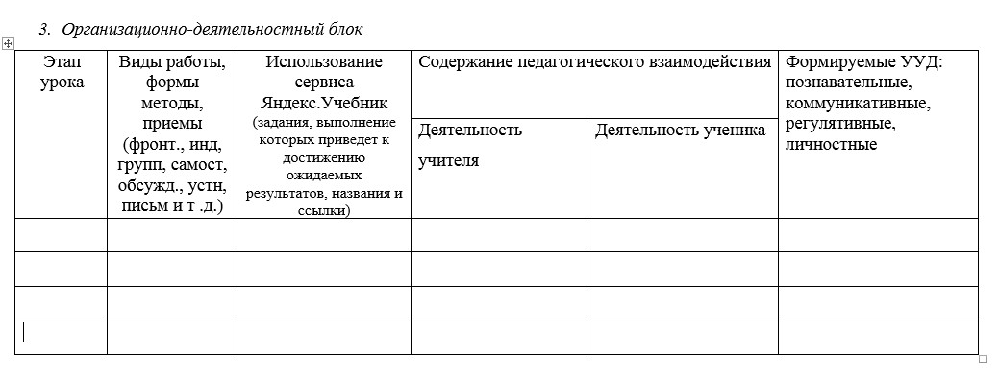 3. Организационно-деятельностный блок
Этап
урока
Виды работы,
формы
методы,
приемы
(фронт., инд,
групп, самост,
обсужд., устн,
письм и т .д.)
Использование
сервиса
Яндекс.Учебник
(задания, выполнение
которых приведет к
достижению
ожидаемых
результатов, названия и
ссылки)
Содержание педагогического взаимодействия
Деятельность
учителя
Деятельность ученика
Формируемые УУД:
познавательные,
коммуникативные,
регулятивные,
личностные